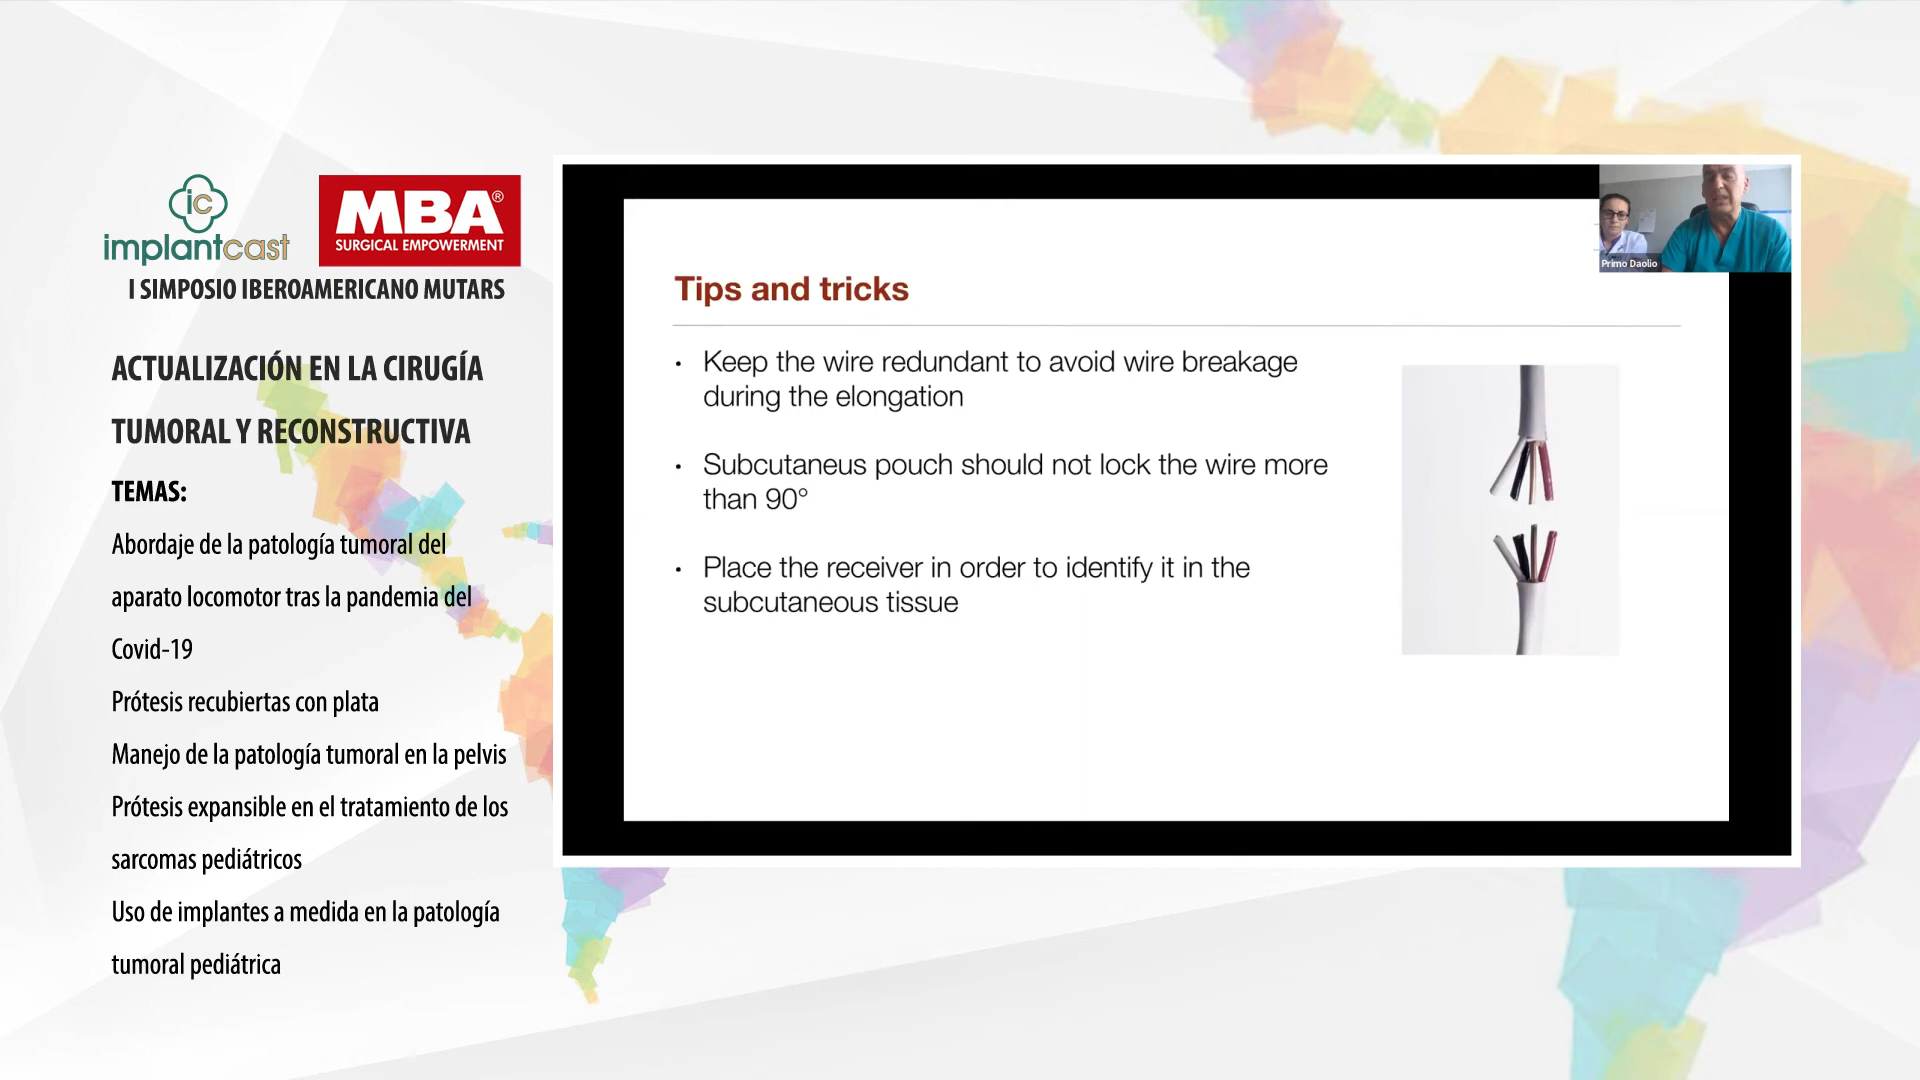 ic
implantcast
MBA®
SURGICAL EMPOWERMENT
I SIMPOSIO IBEROAMERICANO MUTARS
ACTUALIZACIÓN EN LA CIRUGÍA
TUMORAL Y RECONSTRUCTIVA
TEMAS:
Abordaje de la patología tumoral del
aparato locomotor tras la pandemia del
Covid-19
Prótesis recubiertas con plata
Manejo de la patología tumoral en la pelvis
Prótesis expansible en el tratamiento de los
sarcomas pediátricos
Uso de implantes a medida en la patología
tumoral pediátrica
Primo Daolio
Tips and tricks
• Keep the wire redundant to avoid wire breakage
during the elongation
• Subcutaneus pouch should not lock the wire more
than 90°
• Place the receiver in order to identify it in the
subcutaneous tissue